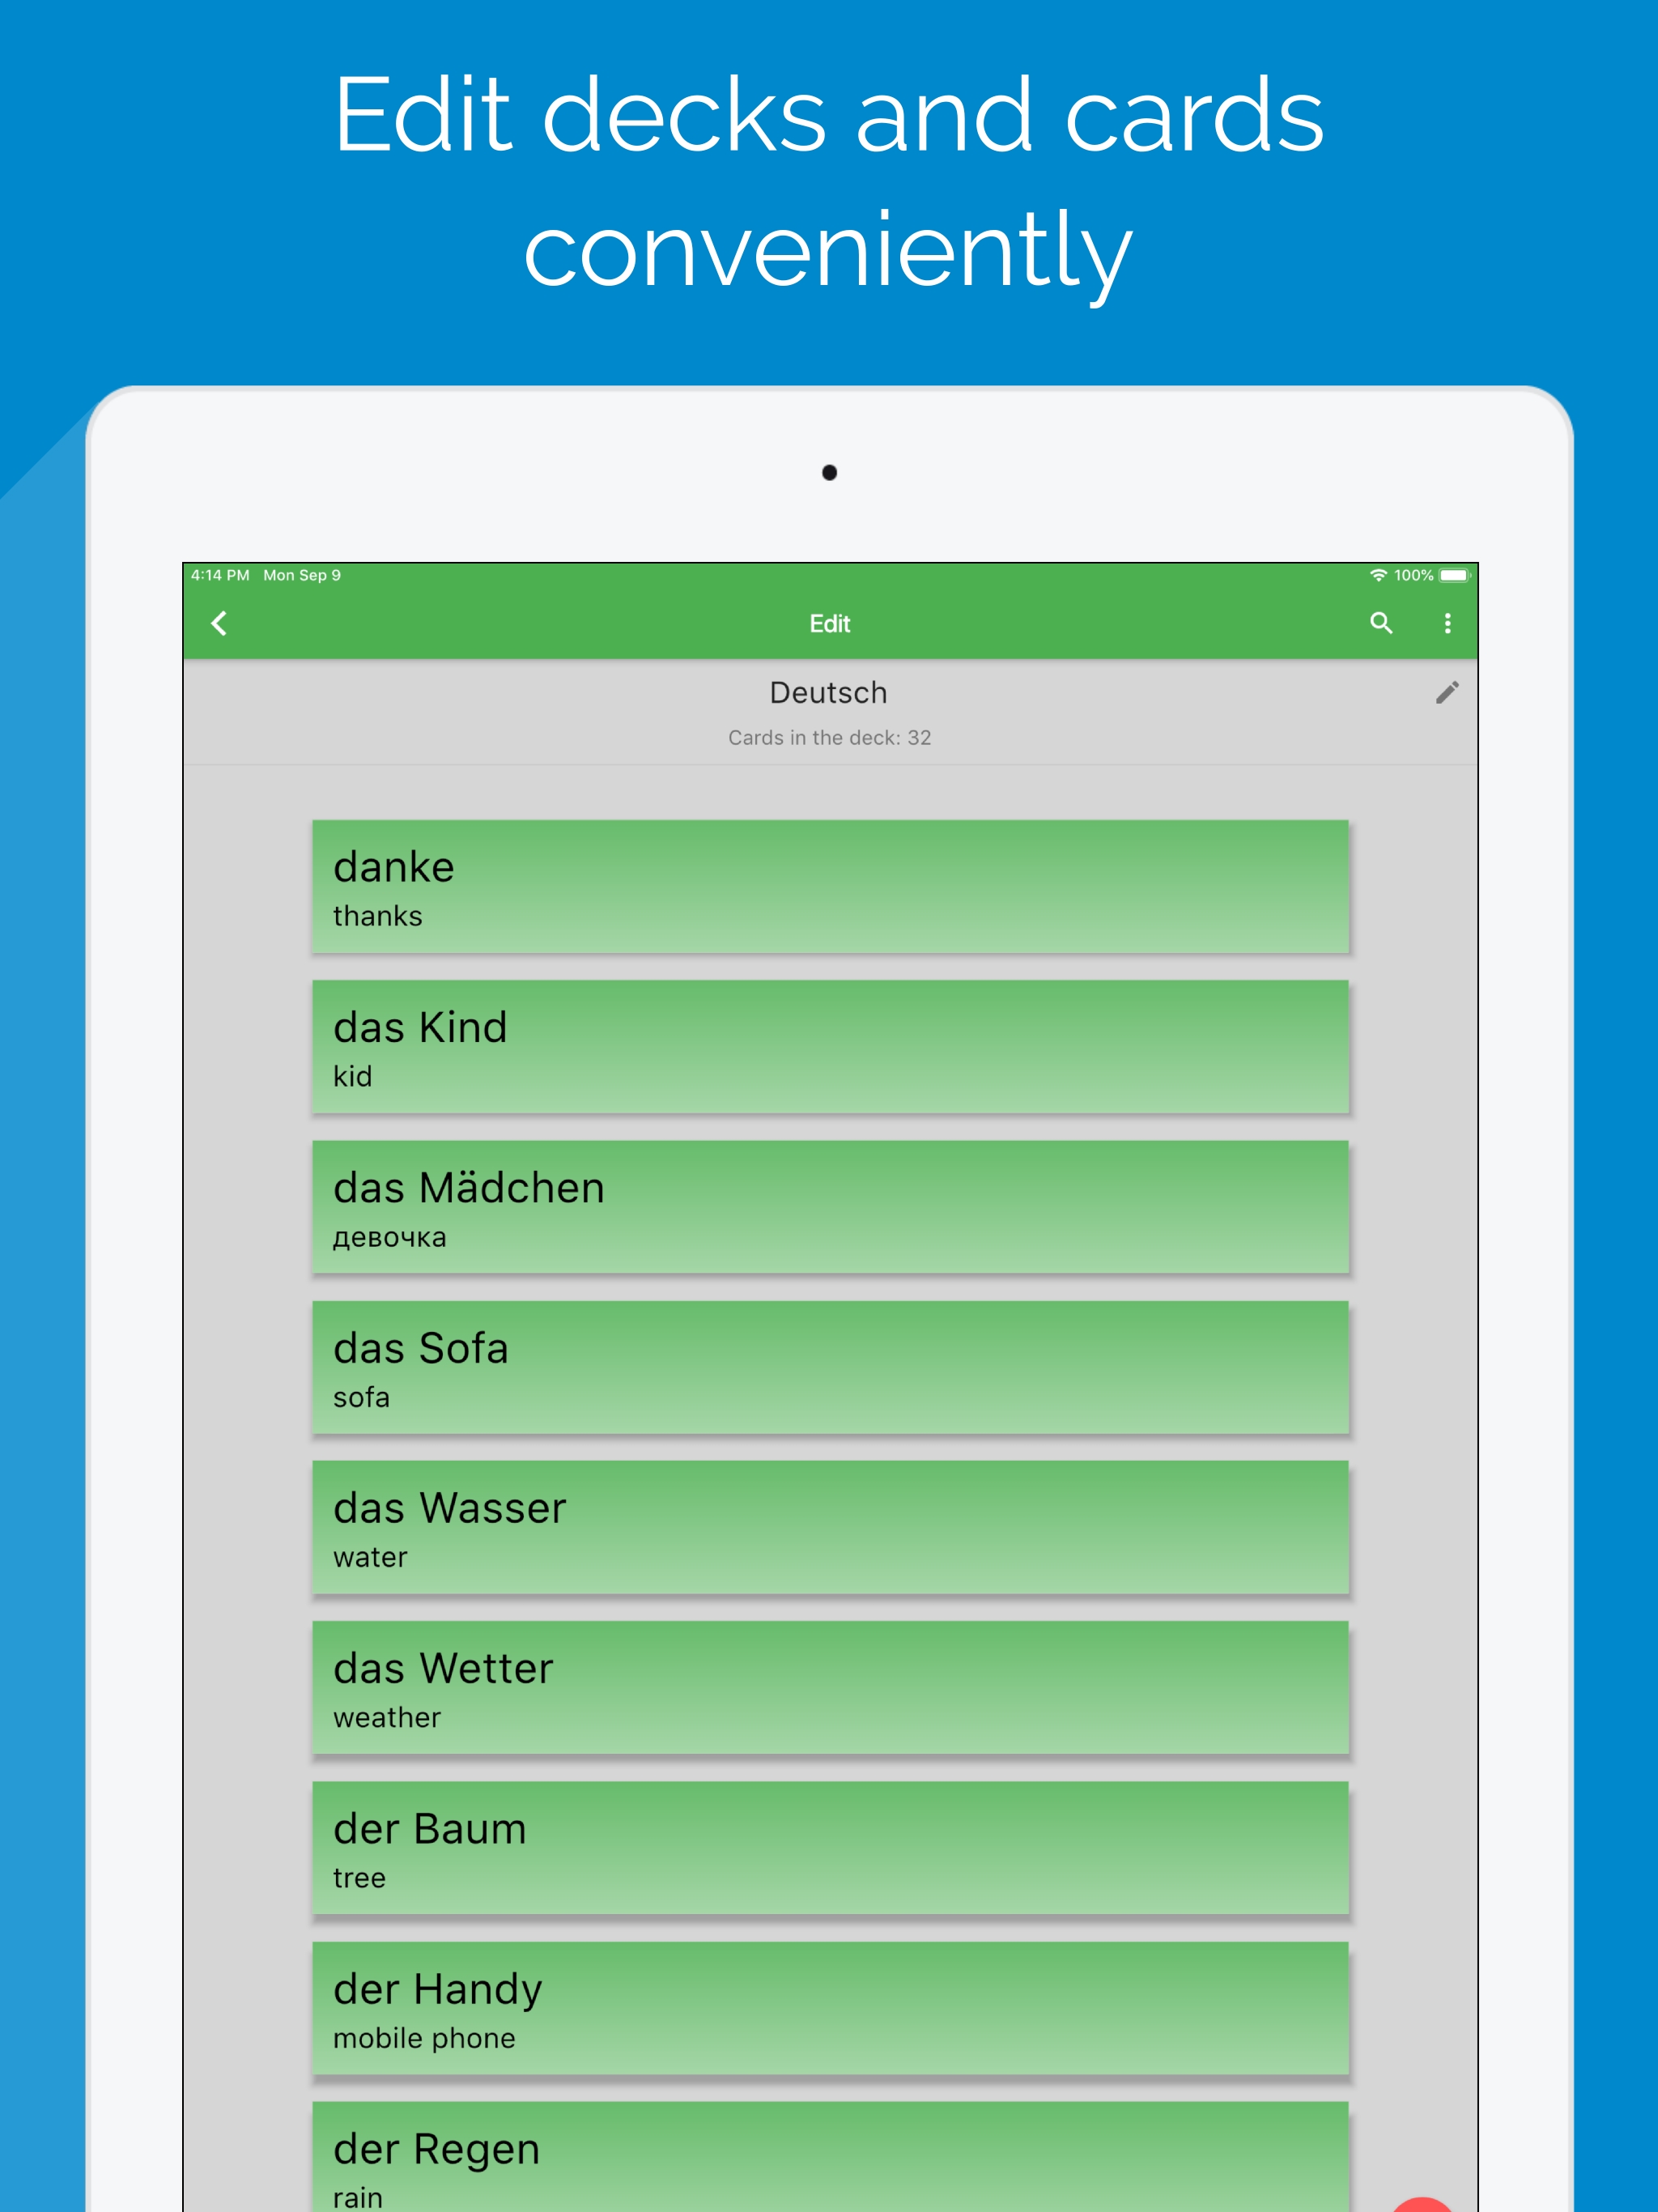 Edit decks and cards
conveniently
4:14 PM Mon Sep 9
100%
Edit
Deutsch
Cards in the deck: 32
danke
thanks
das Kind
kid
das Mädchen
девочка
das Sofa
sofa
das Wasser
water
das Wetter
weather
der Baum
tree
der Handy
mobile phone
der Regen
rain